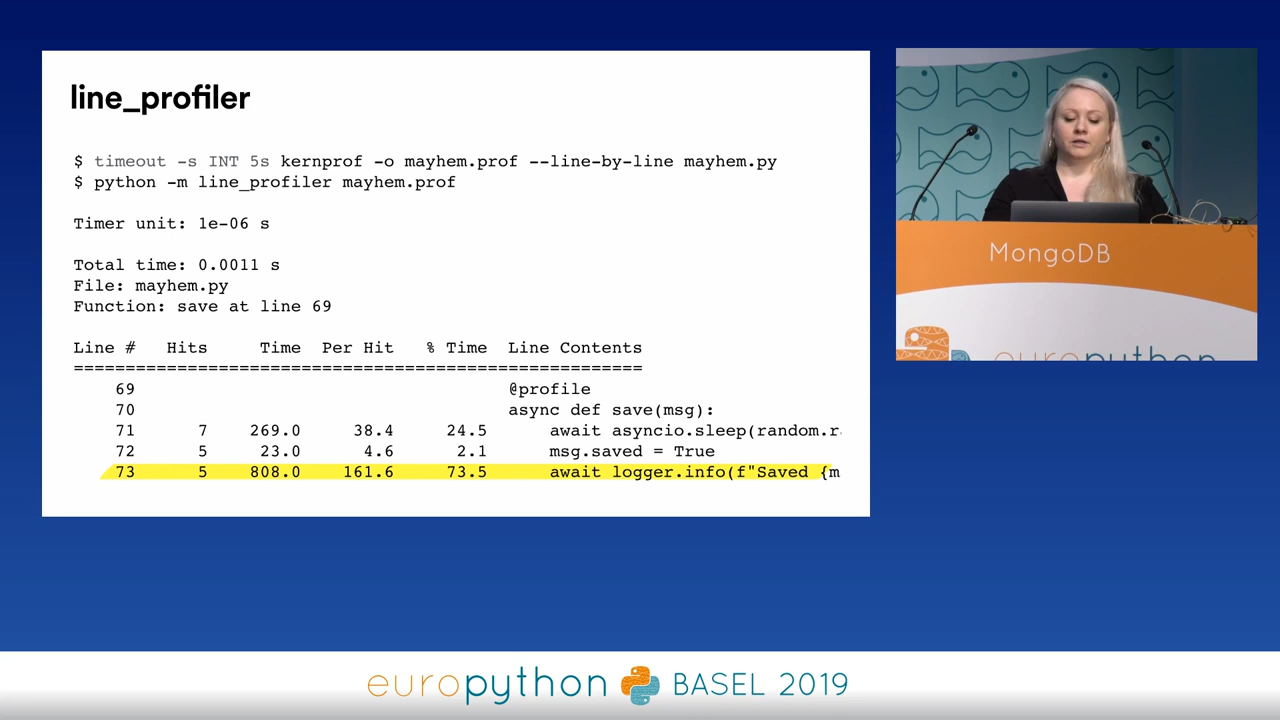 line_profiler
$ timeout -s INT 5s kernprof -o mayhem.prof --line-by-line mayhem.py
$ python -m line_profiler mayhem.prof
Timer unit: 1e-06 s
Total time: 0.0011 s
File: mayhem.py
Function: save at line 69
Line # Hits Time Per Hit % Time Line Contents
=======================================================
69 @profile
70 async def save(msg):
71 7 269.0 38.4 24.5 await asyncio.sleep(random.r
72 5 23.0 4.6 2.1 msg.saved = True
73 5 808.0 161.6 73.5 await logger.info(f"Saved {m
MongoDB
europython
europython BASEL 2019